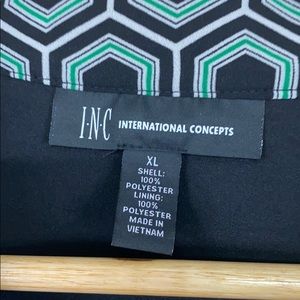 I·N·C INTERNATIONAL CONCEPTS
XL
SHELL:
100%
POLYESTER
LINING:
100%
POLYESTER
MADE IN
VIETNAM